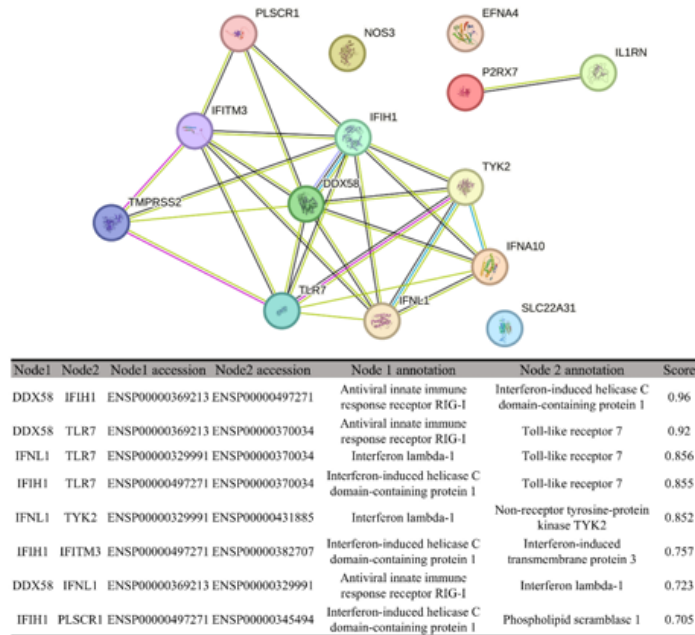 PLSCR1
NOS3
EFNA4
IL1RN
P2RX7
IFITM3
IFIH1
TYK2
DDX58
TMPRSS2
IFNA10
TLR7
IFNL1
SLC22A31
Node1 Node2 Node1 accession Node2 accession Node 1 annotation Node 2 annotation Score
DDX58 IFIH1 ENSP00000369213 ENSP00000497271 Antiviral innate immune response receptor RIG-I Interferon-induced helicase C domain-containing protein 1 0.96
DDX58 TLR7 ENSP00000369213 ENSP00000370034 Antiviral innate immune response receptor RIG-I Toll-like receptor 7 0.92
IFNL1 TLR7 ENSP00000329991 ENSP00000370034 Interferon lambda-1 Toll-like receptor 7 0.856
IFIH1 TLR7 ENSP00000497271 ENSP00000370034 Interferon-induced helicase C domain-containing protein 1 Toll-like receptor 7 0.855
IFNL1 TYK2 ENSP00000329991 ENSP00000431885 Interferon lambda-1 Non-receptor tyrosine-protein kinase TYK2 0.852
IFIH1 IFITM3 ENSP00000497271 ENSP00000382707 Interferon-induced helicase C domain-containing protein 1 Interferon-induced transmembrane protein 3 0.757
DDX58 IFNL1 ENSP00000369213 ENSP00000329991 Antiviral innate immune response receptor RIG-I Interferon lambda-1 0.723
IFIH1 PLSCR1 ENSP00000497271 ENSP00000345494 Interferon-induced helicase C domain-containing protein 1 Phospholipid scramblase 1 0.705